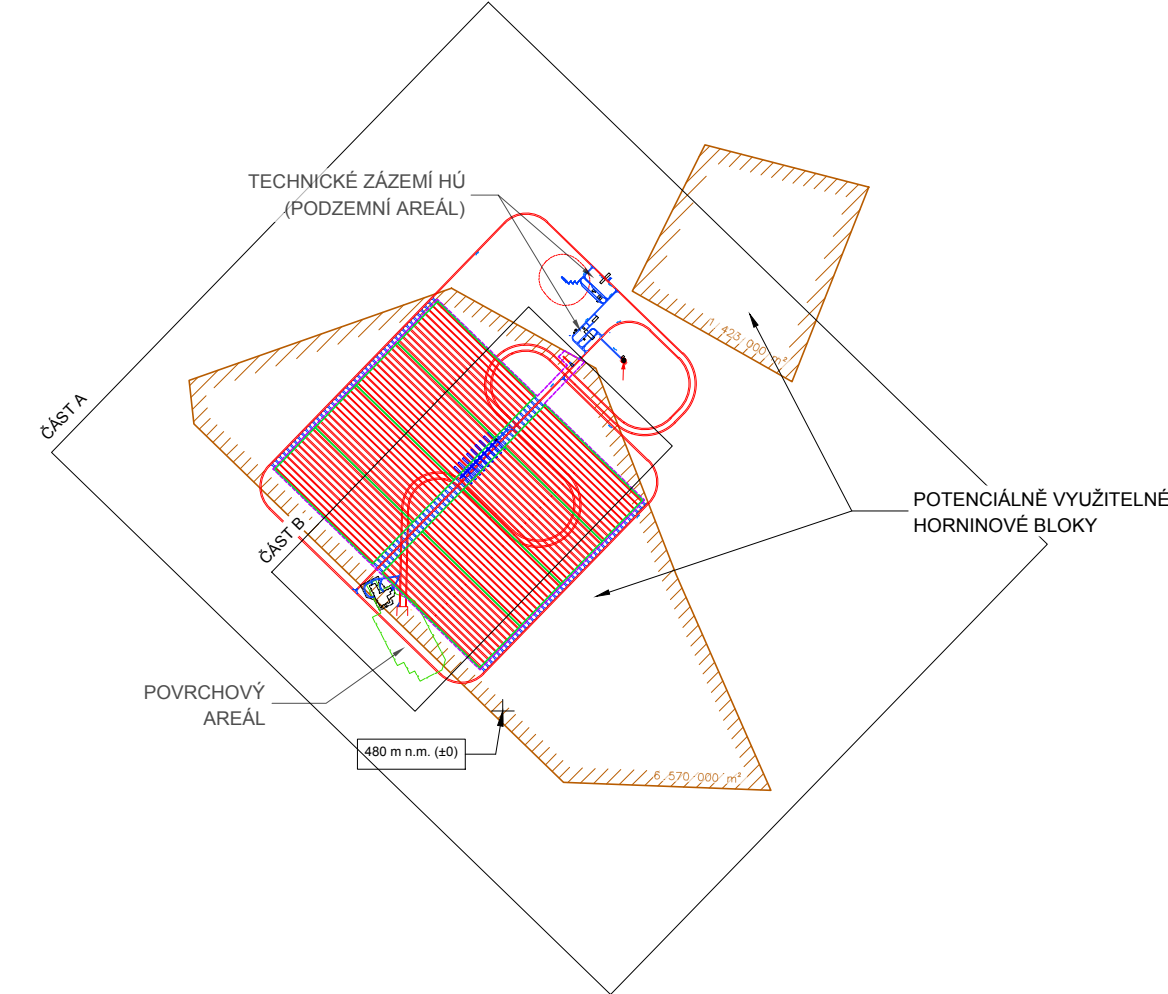 TECHNICKÉ ZÁZEMÍ HÚ
(PODZEMNÍ AREÁL)
1 423 000 m²
ČÁST A
POTENCIÁLNĚ VYUŽITELNÉ
HORNINOVÉ BLOKY
ČÁST B
POVRCHOVÝ
AREÁL
480 m n.m. (±0)
6 570 000 m²